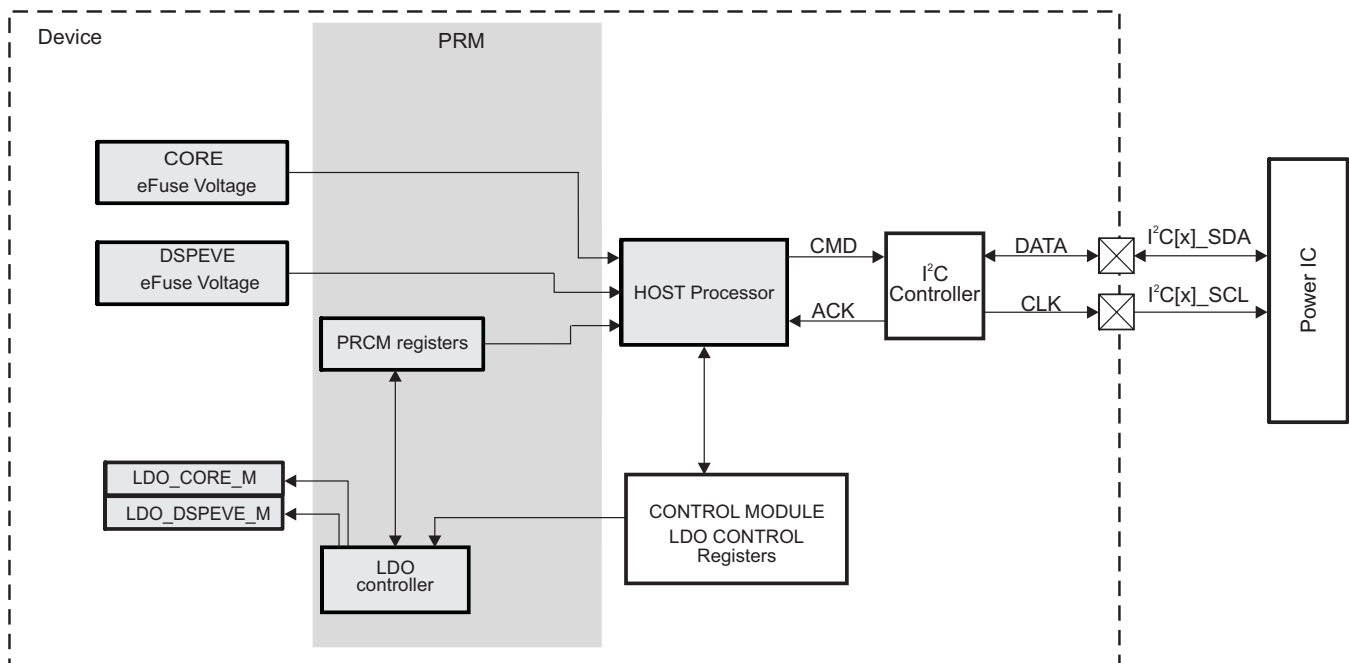 Device
PRM
CORE
eFuse Voltage
DSPEVE
eFuse Voltage
PRCM registers
LDO_CORE_M
LDO_DSPEVE_M
LDO
controller
HOST Processor
CMD
ACK
I²C
Controller
DATA
CLK
I²C[x]_SDA
I²C[x]_SCL
Power IC
CONTROL MODULE
LDO CONTROL
Registers